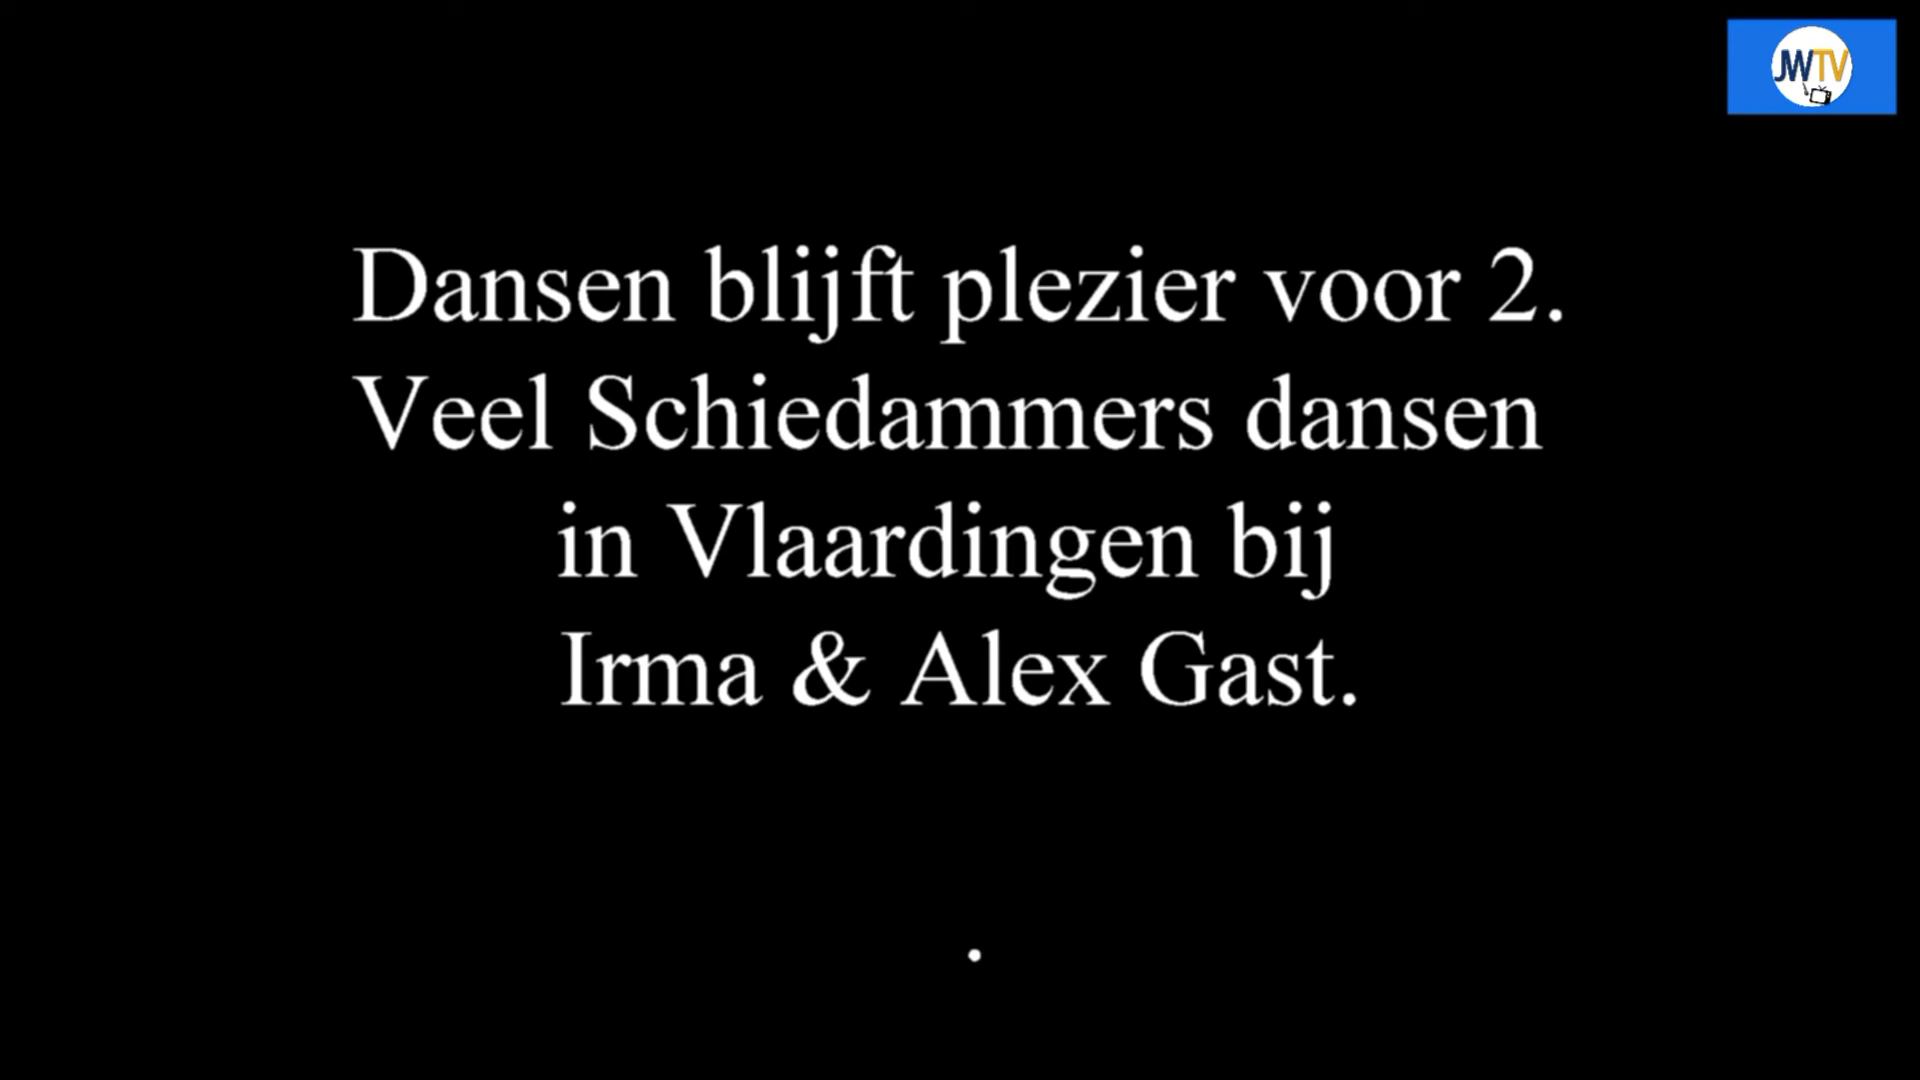 JWTV
Dansen blijft plezier voor 2.
Veel Schiedammers dansen
in Vlaardingen bij
Irma & Alex Gast.
.